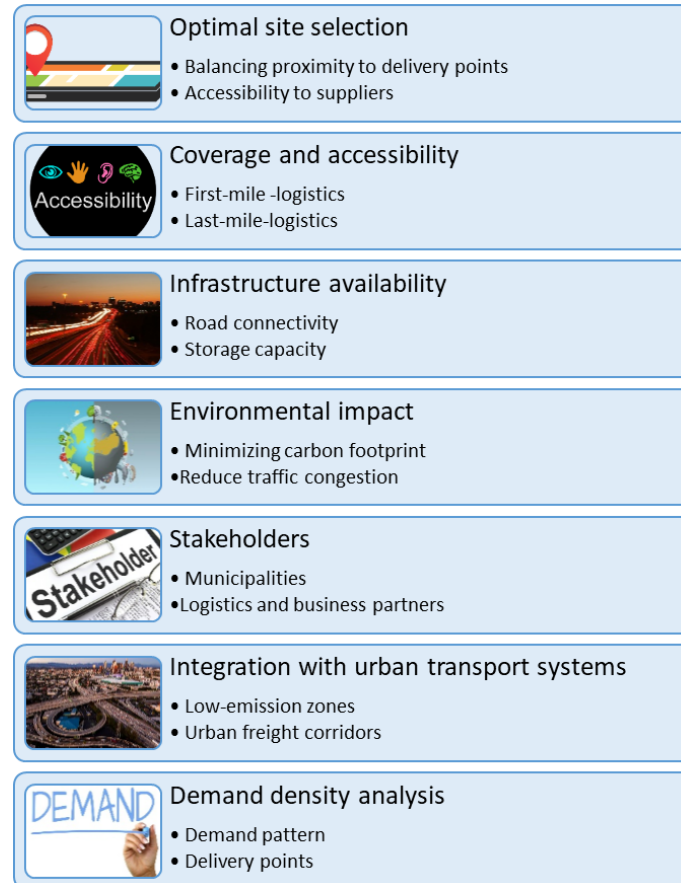 Optimal site selection
• Balancing proximity to delivery points
• Accessibility to suppliers
Accessibility
Coverage and accessibility
• First-mile -logistics
• Last-mile-logistics
Infrastructure availability
• Road connectivity
• Storage capacity
Environmental impact
• Minimizing carbon footprint
•Reduce traffic congestion
Stakeholder
Stakeholders
• Municipalities
•Logistics and business partners
Integration with urban transport systems
• Low-emission zones
• Urban freight corridors
DEMAND
Demand density analysis
• Demand pattern
• Delivery points